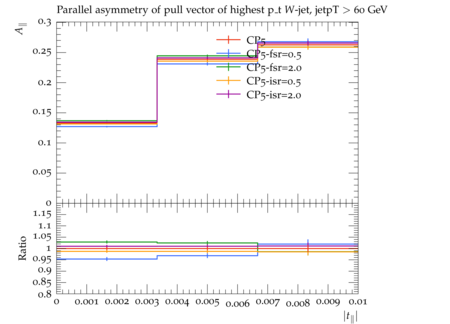 Parallel asymmetry of pull vector of highest p_t W-jet, jetpT > 60 GeV
A∥
0.3
0.25
0.2
0.15
0.1
0.05
0
CP5
CP5-fsr=0.5
CP5-fsr=2.0
CP5-isr=0.5
CP5-isr=2.0
Ratio
1.15
1.1
1.05
1
0.95
0.9
0.85
0.8
0 0.001 0.002 0.003 0.004 0.005 0.006 0.007 0.008 0.009 0.01
|t∥|